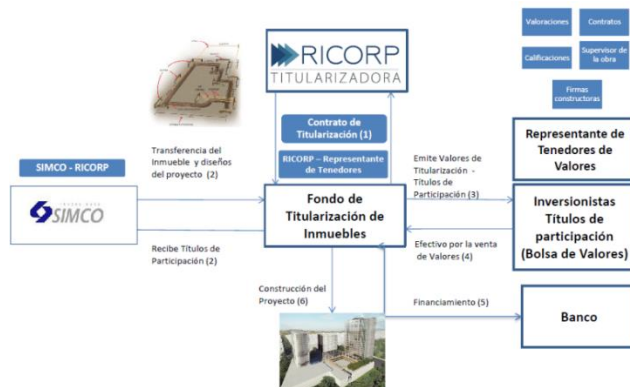 RICORP
TITULARIZADORA
Valoraciones
Contratos
Calificaciones
Supervisor de
la obra
Firmas
constructoras
Contrato de
Titularización (1)
RICORP – Representante
de Tenedores
Transferencia del
Inmueble y diseños
del proyecto (2)
SIMCO - RICORP
SIMCO
Recibe Títulos de
Participación (2)
Fondo de
Titularización de
Inmuebles
Emite Valores de
Titularización -
Títulos de
Participación (3)
Efectivo por la venta
de Valores (4)
Representante de
Tenedores de
Valores
Inversionistas
Títulos de
participación
(Bolsa de Valores)
Construcción del
Proyecto (6)
Financiamiento (5)
Banco